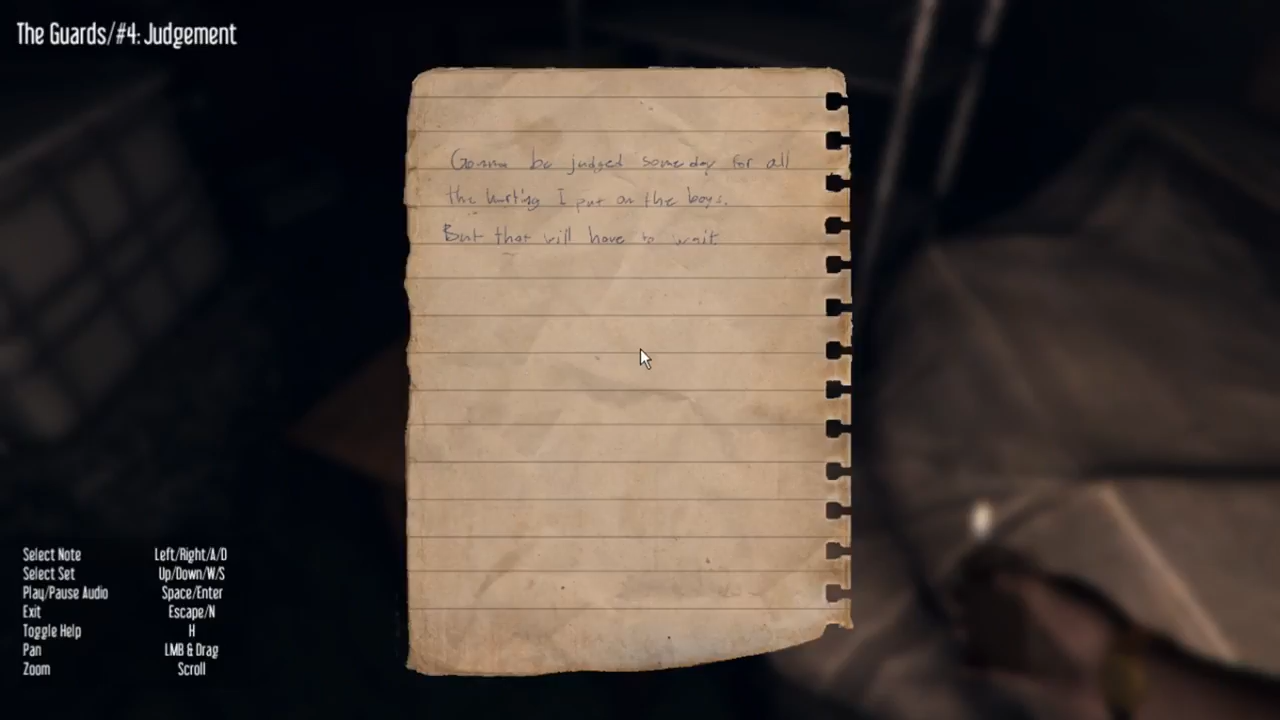 The Guards/#4: Judgement
Gonna be judged someday for all
the hurting I put on the boys.
But that will have to wait.
Select Note Left/Right/A/D
Select Set Up/Down/W/S
Play/Pause Audio Space/Enter
Exit Escape/N
Toggle Help H
Pan LMB & Drag
Zoom Scroll